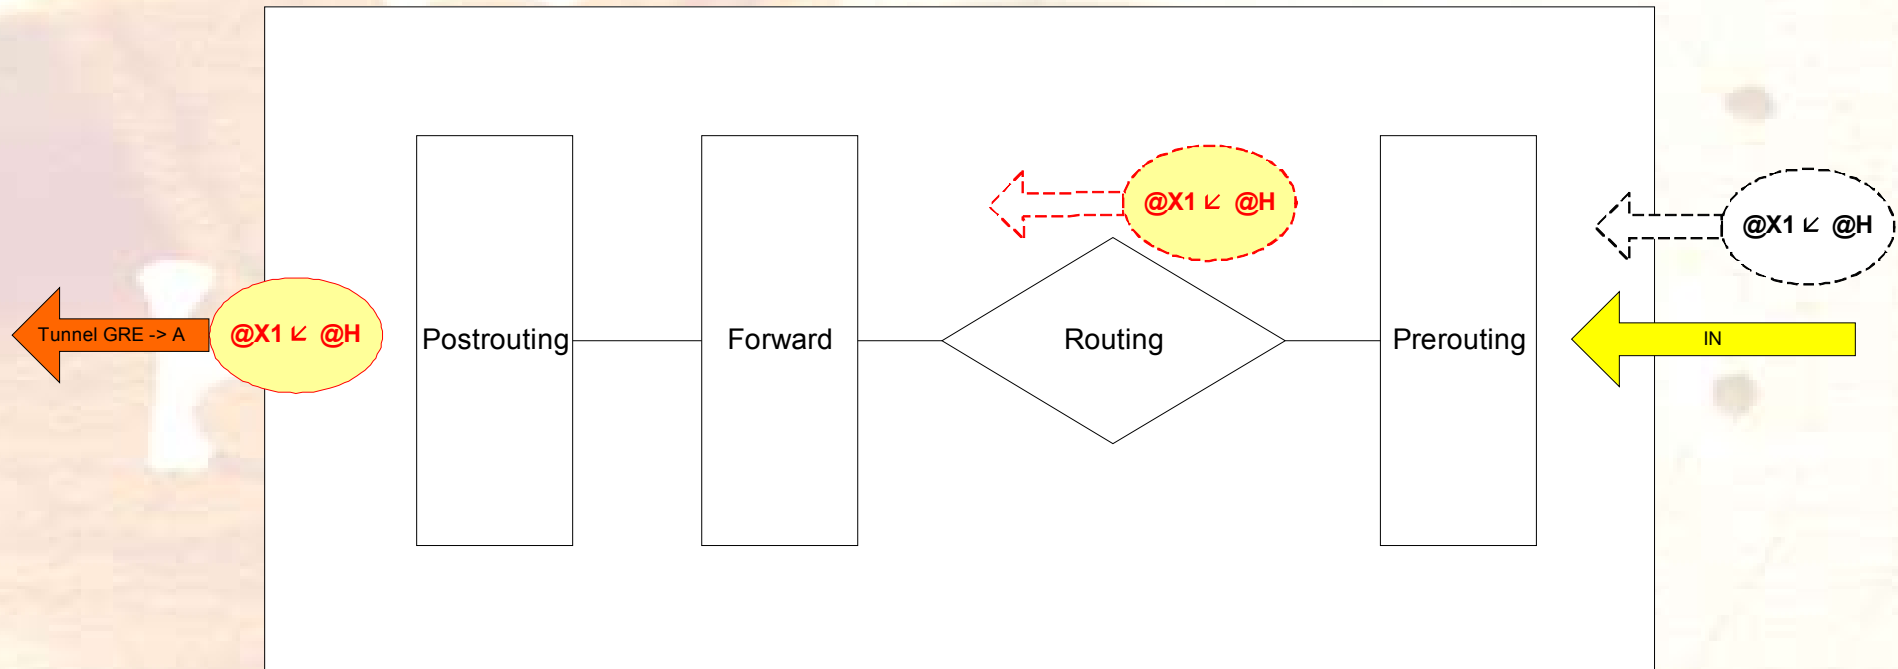 @X1 ↙ @H
@X1 ↙ @H
Tunnel GRE -> A
@X1 ↙ @H
Postrouting
Forward
Routing
Prerouting
IN